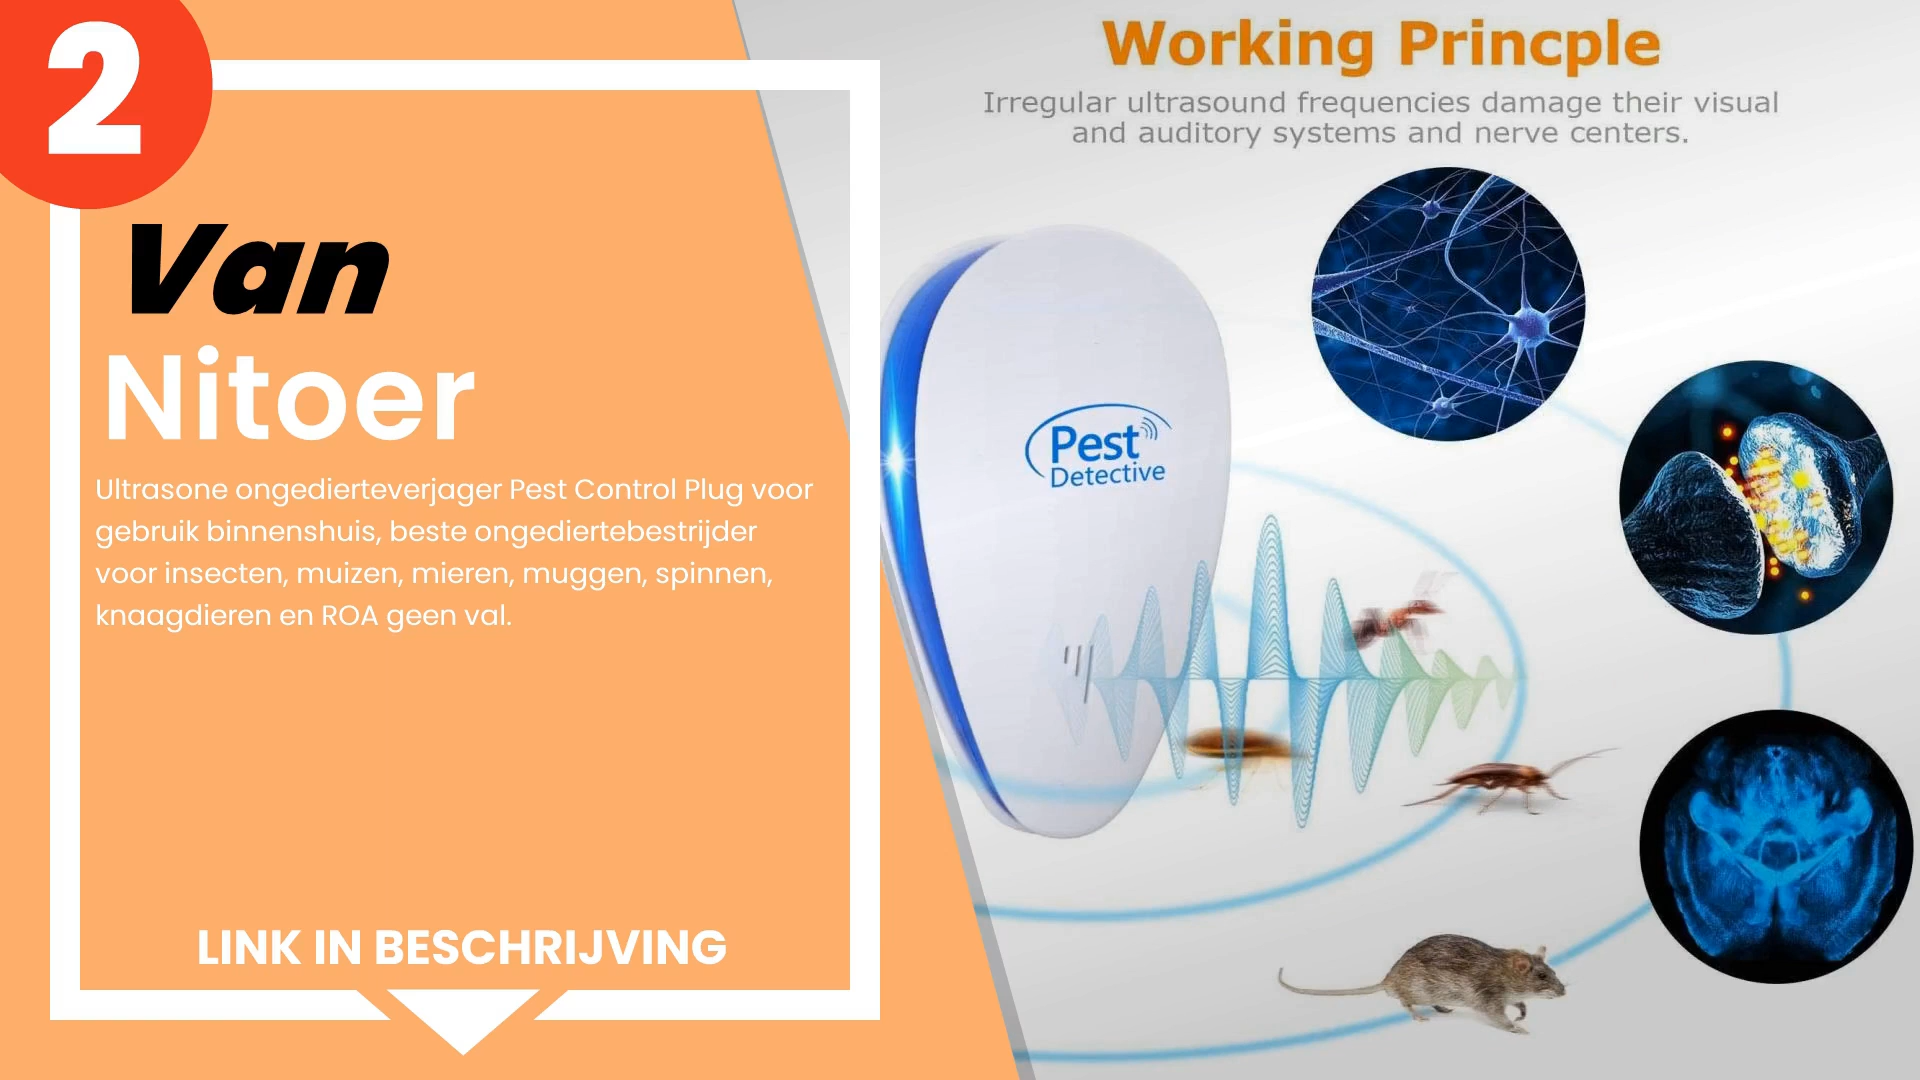 2
Van
Nitoer
Ultrasone ongedierteverjager Pest Control Plug voor
gebruik binnenshuis, beste ongediertebestrijder
voor insecten, muizen, mieren, muggen, spinnen,
knaagdieren en ROA geen val.
LINK IN BESCHRIJVING
Working Princple
Irregular ultrasound frequencies damage their visual
and auditory systems and nerve centers.
Pest
Detective